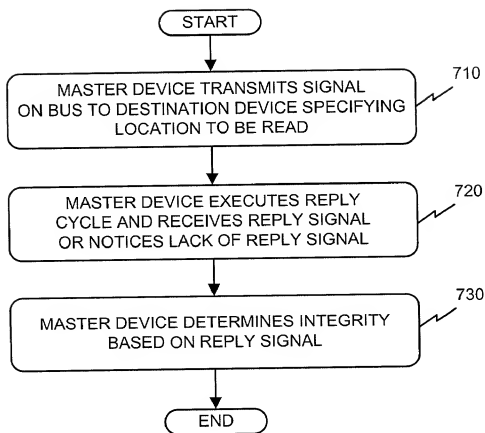 START
MASTER DEVICE TRANSMITS SIGNAL
ON BUS TO DESTINATION DEVICE SPECIFYING
LOCATION TO BE READ
710
MASTER DEVICE EXECUTES REPLY
CYCLE AND RECEIVES REPLY SIGNAL
OR NOTICES LACK OF REPLY SIGNAL
720
MASTER DEVICE DETERMINES INTEGRITY
BASED ON REPLY SIGNAL
730
END